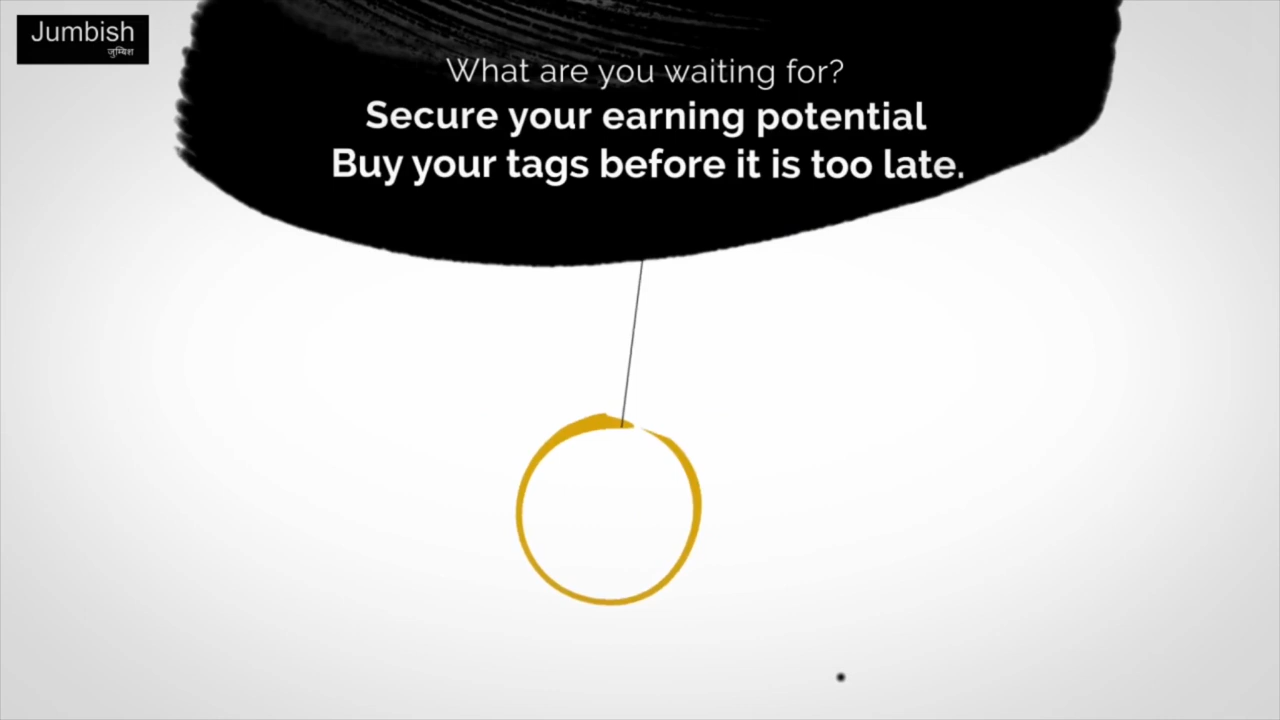 Jumbish
जुम्बिश
What are you waiting for?
Secure your earning potential
Buy your tags before it is too late.